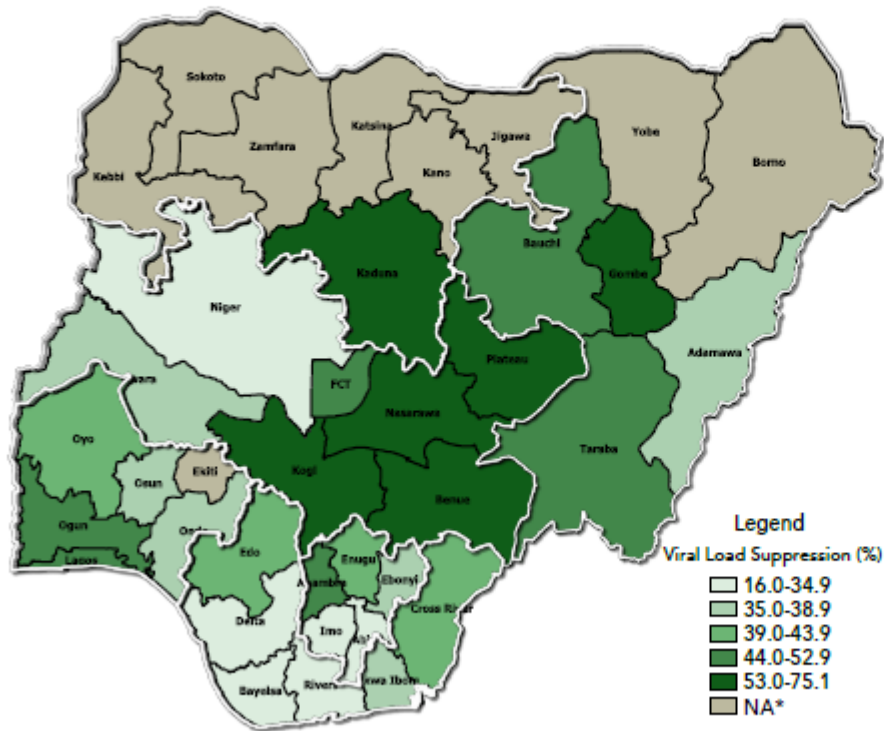 Sokoto
Katsina
Jigawa
Yobe
Borno
Zamfara
Kano
Kebbi
Bauchi
Kaduna
Gombe
Niger
Adamawa
Plateau
wara
FCT
Nasarawa
Oyo
Taraba
Ekiti
Kogi
Osun
Benue
Ogun
Edo
Enugu
Lagos
Ebonyi
Cross River
Delta
Imo
Rivers
Bayelsa
wa Ibom
Legend
Viral Load Suppression (%)
16.0-34.9
35.0-38.9
39.0-43.9
44.0-52.9
53.0-75.1
NA*